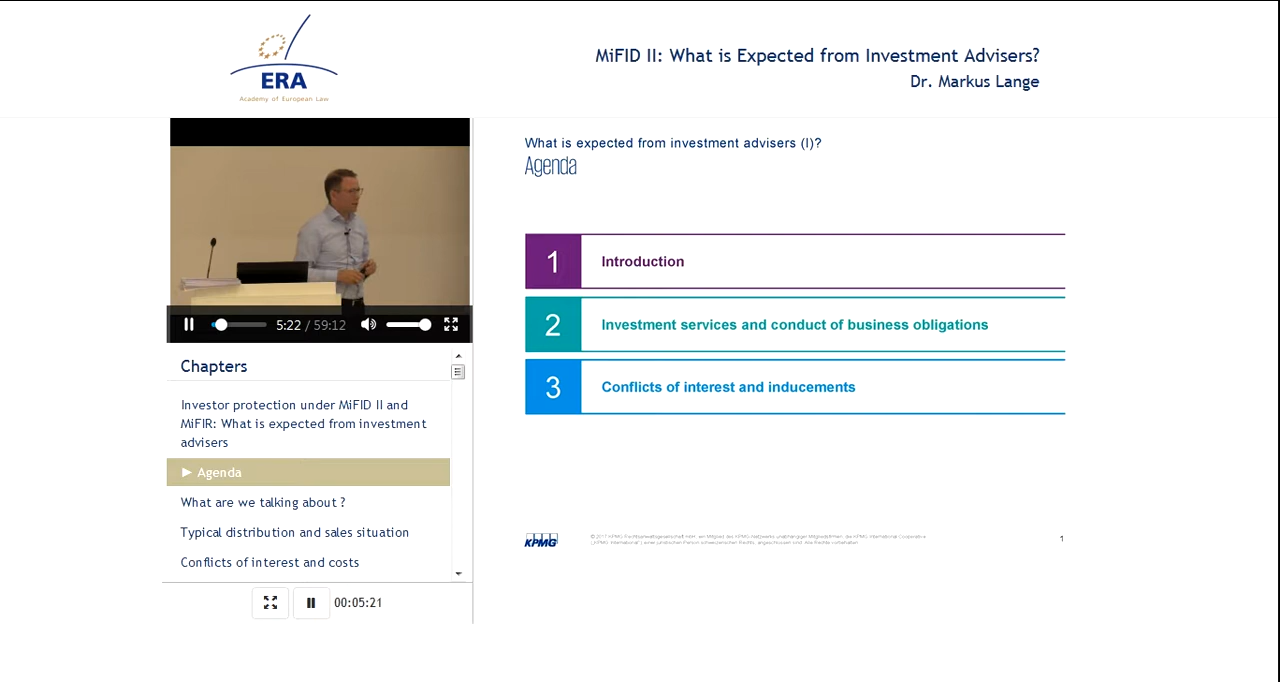 ERA
Academy of European Law
MiFID II: What is Expected from Investment Advisers?
Dr. Markus Lange
5:22 / 59:12
Chapters
Investor protection under MiFID II and
MiFIR: What is expected from investment
advisers
► Agenda
What are we talking about ?
Typical distribution and sales situation
Conflicts of interest and costs
00:05:21
What is expected from investment advisers (I)?
Agenda
1 Introduction
2 Investment services and conduct of business obligations
3 Conflicts of interest and inducements
KPMG
1